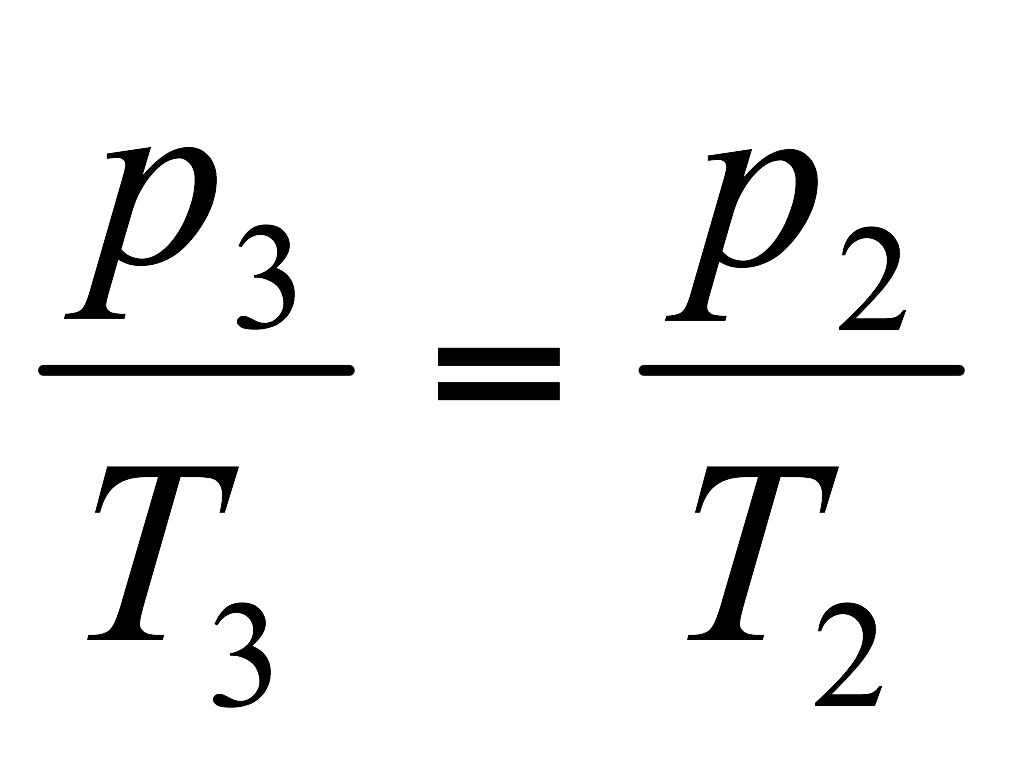 p₃/T₃ = p₂/T₂